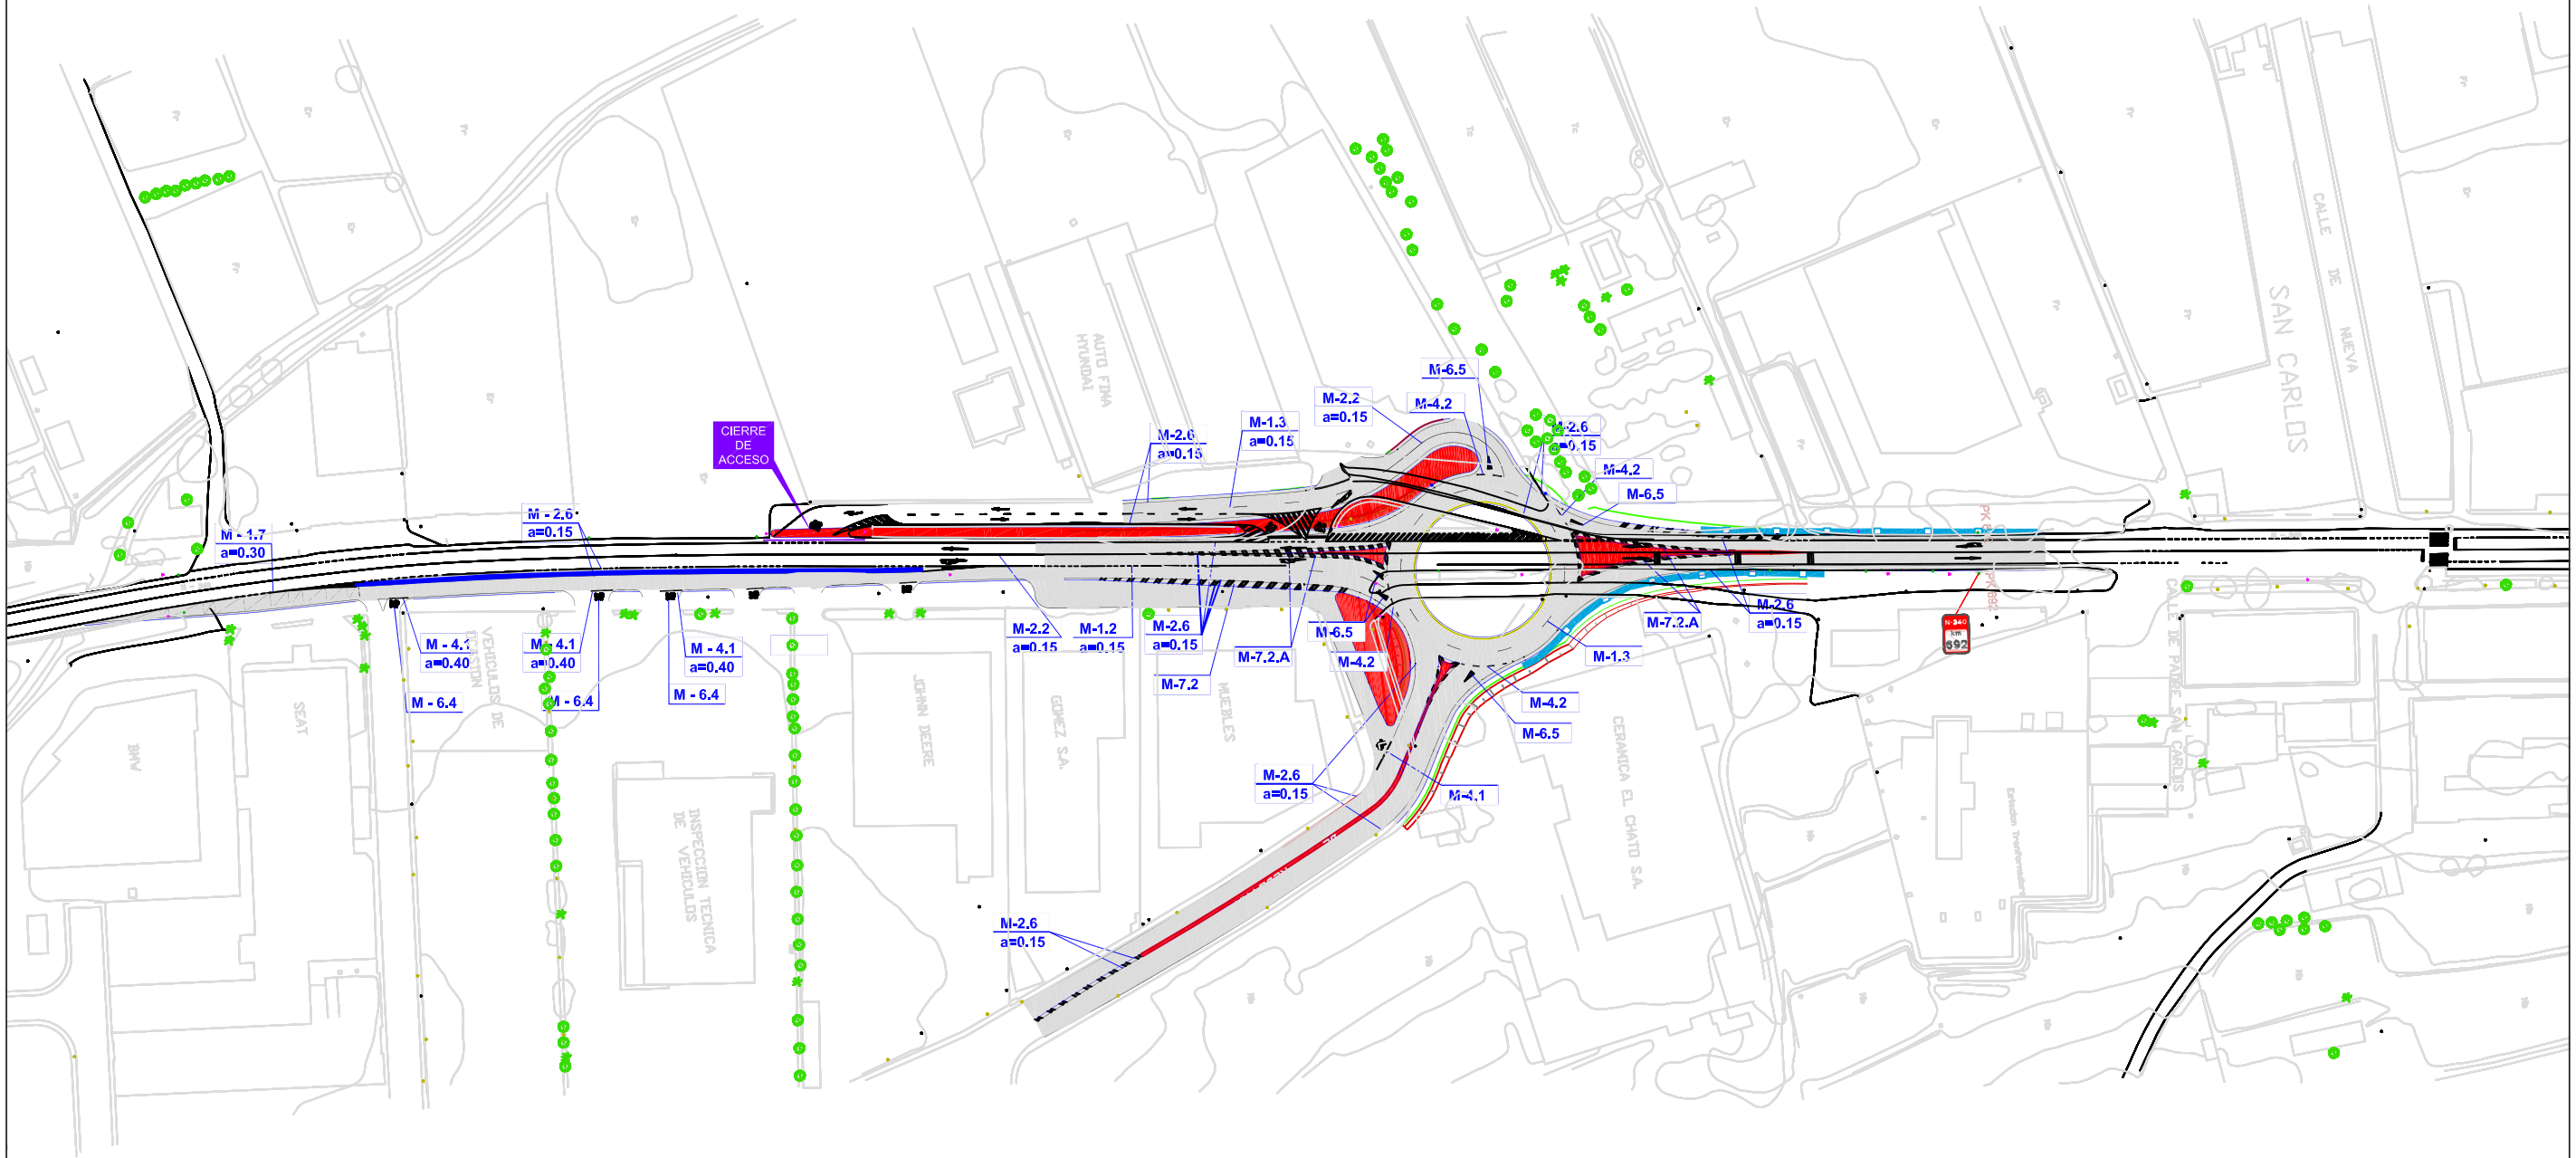 CALLE
DE
NUEVA
SAN CARLOS
AUTO FIMA
HYUNDAI
M-6.5
M-2.2
a=0.15
M-4.2
M-1.3
a=0.15
M-2.6
a=0.15
M-2.6
a=0.15
CIERRE
DE
ACCESO
M-4.2
M-6.5
M - 2.6
a=0.15
M - 1.7
a=0.30
M - 4.1
a=0.40
M - 4.1
a=0.40
M - 4.1
a=0.40
M - 6.4
M - 6.4
M - 6.4
M-2.2
a=0.15
M-1.2
a=0.15
M-2.6
a=0.15
M-7.2.A
M-7.2
M-6.5
M-4.2
M-7.2.A
M-2.6
a=0.15
M-1.3
N-340
km
692
M-4.2
M-6.5
M-2.6
a=0.15
M-4.1
M-2.6
a=0.15
BMW
SEAT
VEHICULOS DE
INSPECCION TECNICA
DE VEHICULOS
JOHNN DEERE
GOMEZ S.A.
MUEBLES
CERAMICA EL CHATO S.A.
CALLE DE PADRE SAN CARLOS